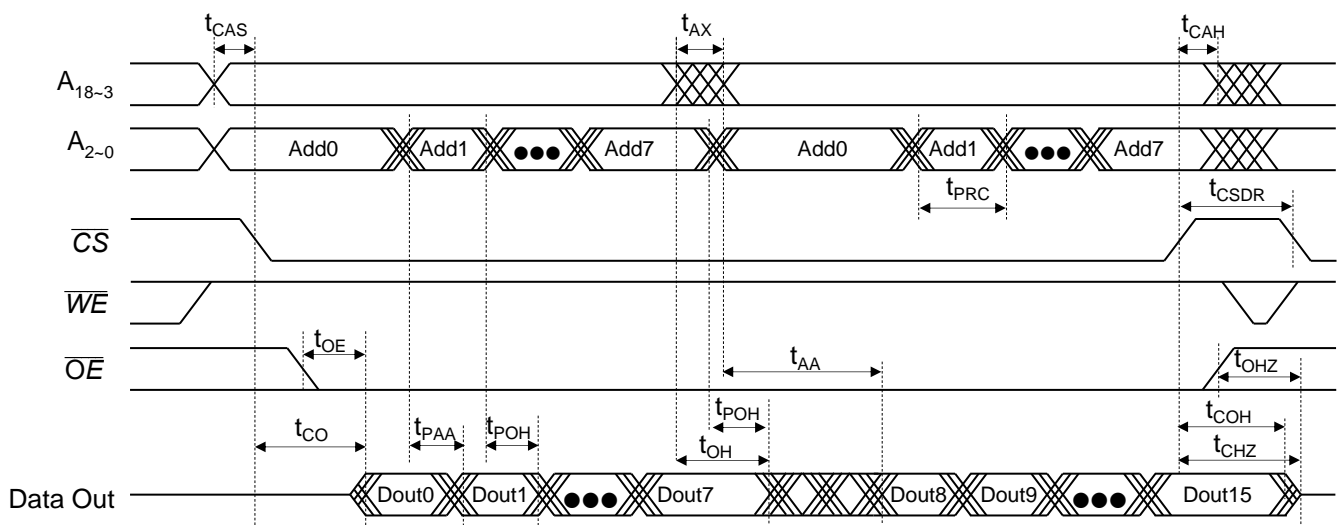 tCAS tAX tCAH
A18~3
A2~0 Add0 Add1 ●●● Add7 Add0 Add1 ●●● Add7
tPRC tCSDR
CS
WE
tOE
OE tAA tOHZ
tCO tPAA tPOH tPOH tOH tCOH tCHZ
Data Out Dout0 Dout1 ●●● Dout7 Dout8 Dout9 ●●● Dout15